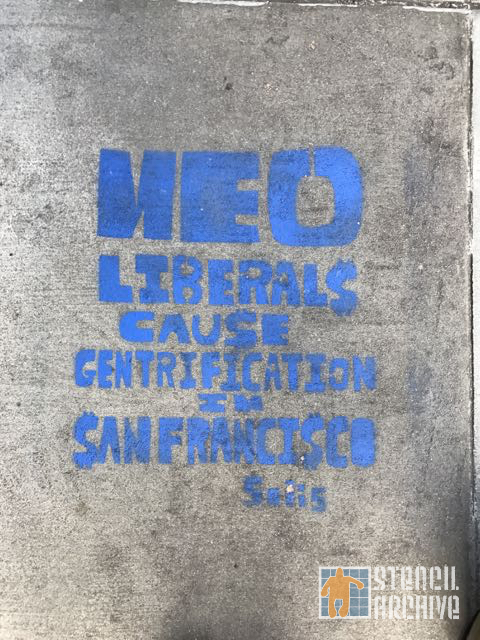 NEO
LIBERAL$
CAU$E
GENTRIFICATION
IN
$AN FRANCI$CO
STENCIL
ARCHIVE